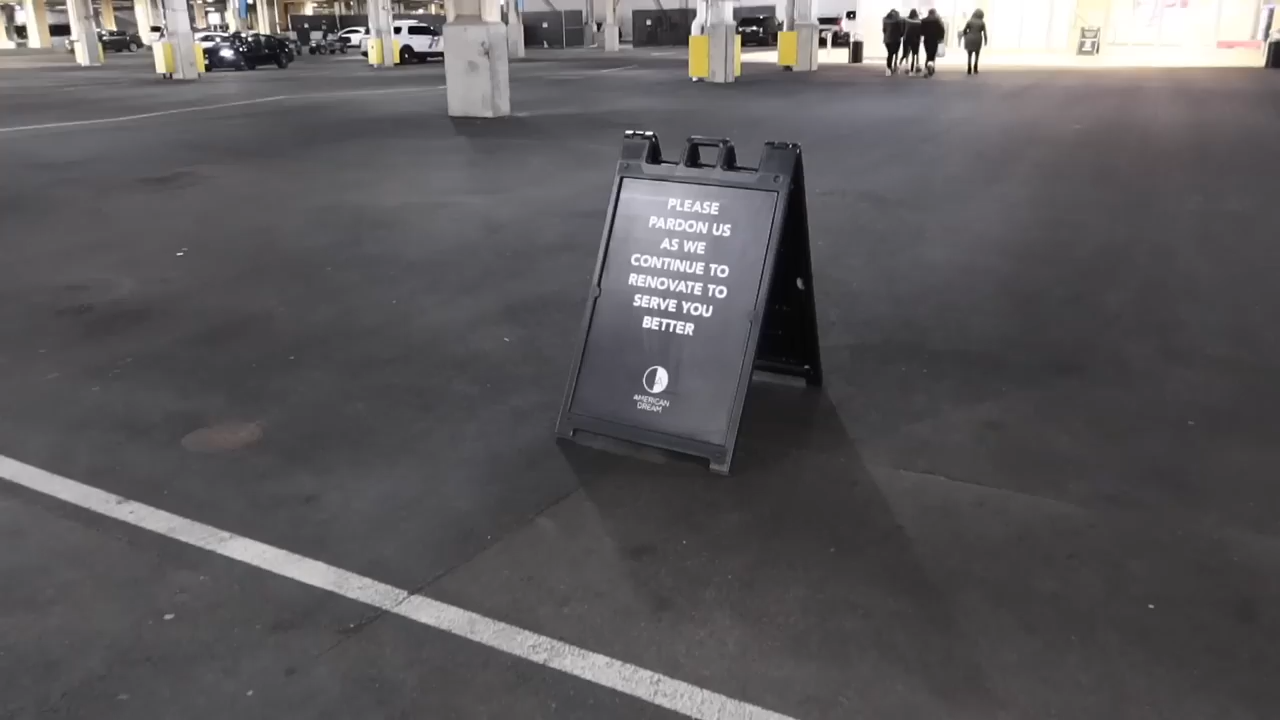 PLEASE
PARDON US
AS WE
CONTINUE TO
RENOVATE TO
SERVE YOU
BETTER
AMERICAN
DREAM